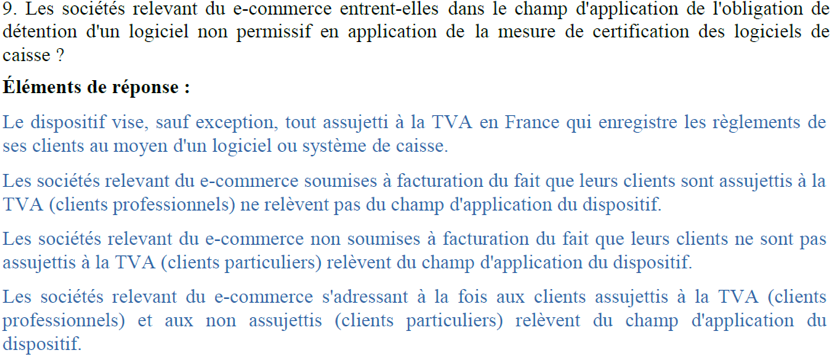 9. Les sociétés relevant du e-commerce entrent-elles dans le champ d'application de l'obligation de
détention d'un logiciel non permissif en application de la mesure de certification des logiciels de
caisse ?
Éléments de réponse :
Le dispositif vise, sauf exception, tout assujetti à la TVA en France qui enregistre les règlements de
ses clients au moyen d'un logiciel ou système de caisse.
Les sociétés relevant du e-commerce soumises à facturation du fait que leurs clients sont assujettis à la
TVA (clients professionnels) ne relèvent pas du champ d'application du dispositif.
Les sociétés relevant du e-commerce non soumises à facturation du fait que leurs clients ne sont pas
assujettis à la TVA (clients particuliers) relèvent du champ d'application du dispositif.
Les sociétés relevant du e-commerce s'adressant à la fois aux clients assujettis à la TVA (clients
professionnels) et aux non assujettis (clients particuliers) relèvent du champ d'application du
dispositif.